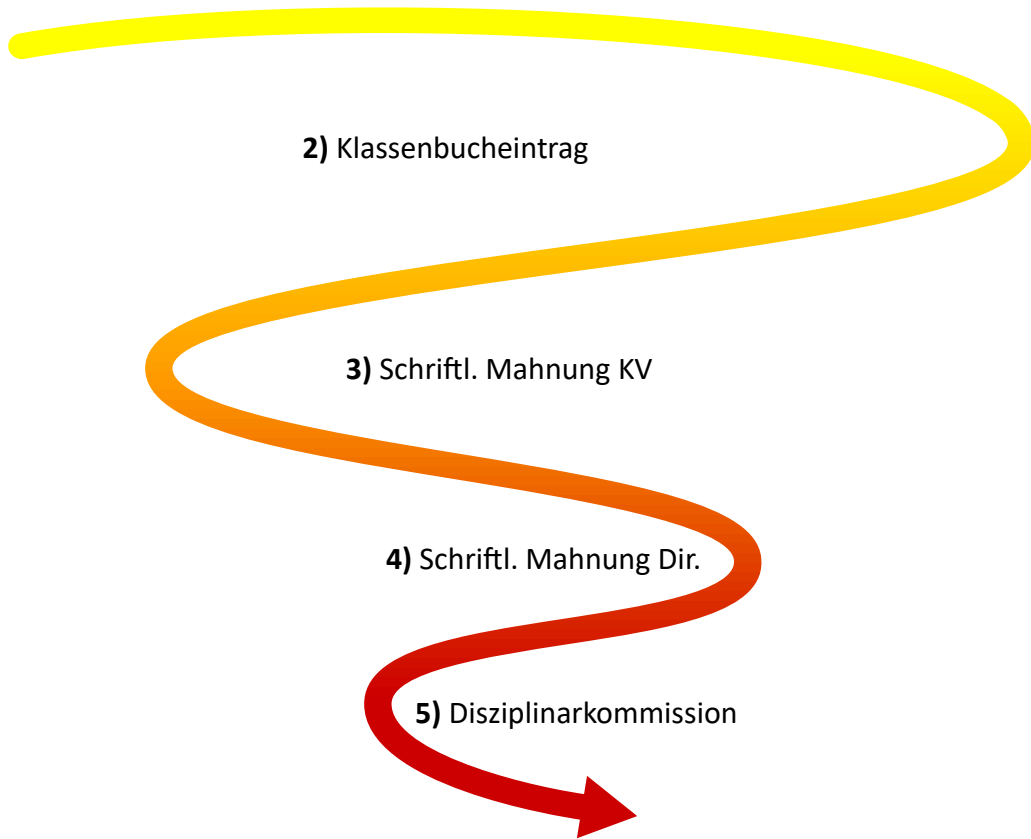 2) Klassenbucheintrag
3) Schriftl. Mahnung KV
4) Schriftl. Mahnung Dir.
5) Disziplinarkommission